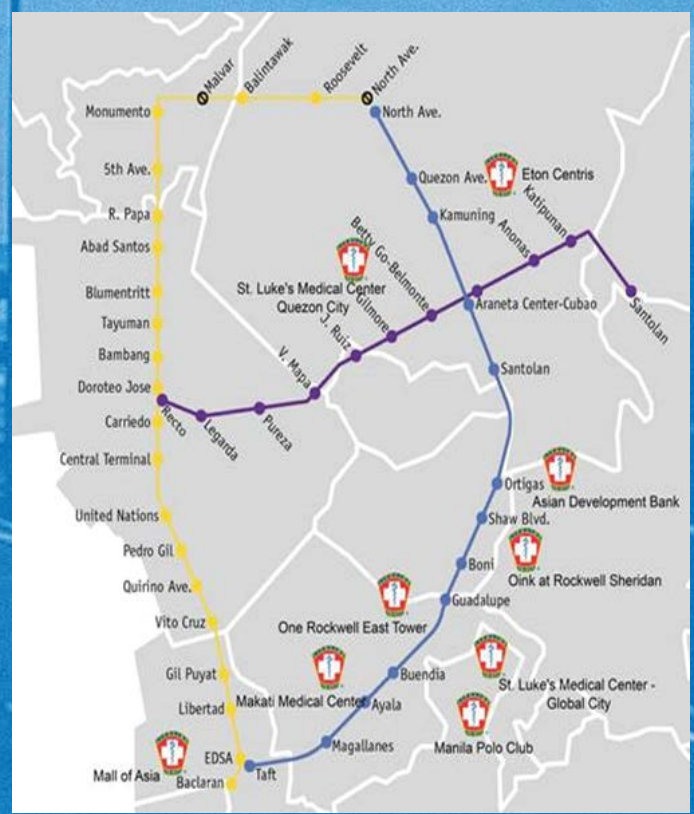 Malvar
Balintawak
Roosevelt
North Ave.
Monumento
North Ave.
5th Ave.
Quezon Ave.
Eton Centris
R. Papa
Kamuning
Katipunan
Anonas
Abad Santos
Betty Go-Belmonte
St. Luke's Medical Center
Quezon City
Gilmore
J. Ruiz
V. Mapa
Blumentritt
Araneta Center-Cubao
Santolan
Tayuman
Bambang
Santolan
Doroteo Jose
Recto
Legarda
Pureza
Carriedo
Central Terminal
Ortigas
Asian Development Bank
United Nations
Shaw Blvd.
Pedro Gil
Boni
Oink at Rockwell Sheridan
Quirino Ave.
Guadalupe
Vito Cruz
One Rockwell East Tower
Gil Puyat
Buendia
St. Luke's Medical Center -
Global City
Makati Medical Center
Ayala
Libertad
Magallanes
Manila Polo Club
EDSA
Taft
Mall of Asia
Baclaran